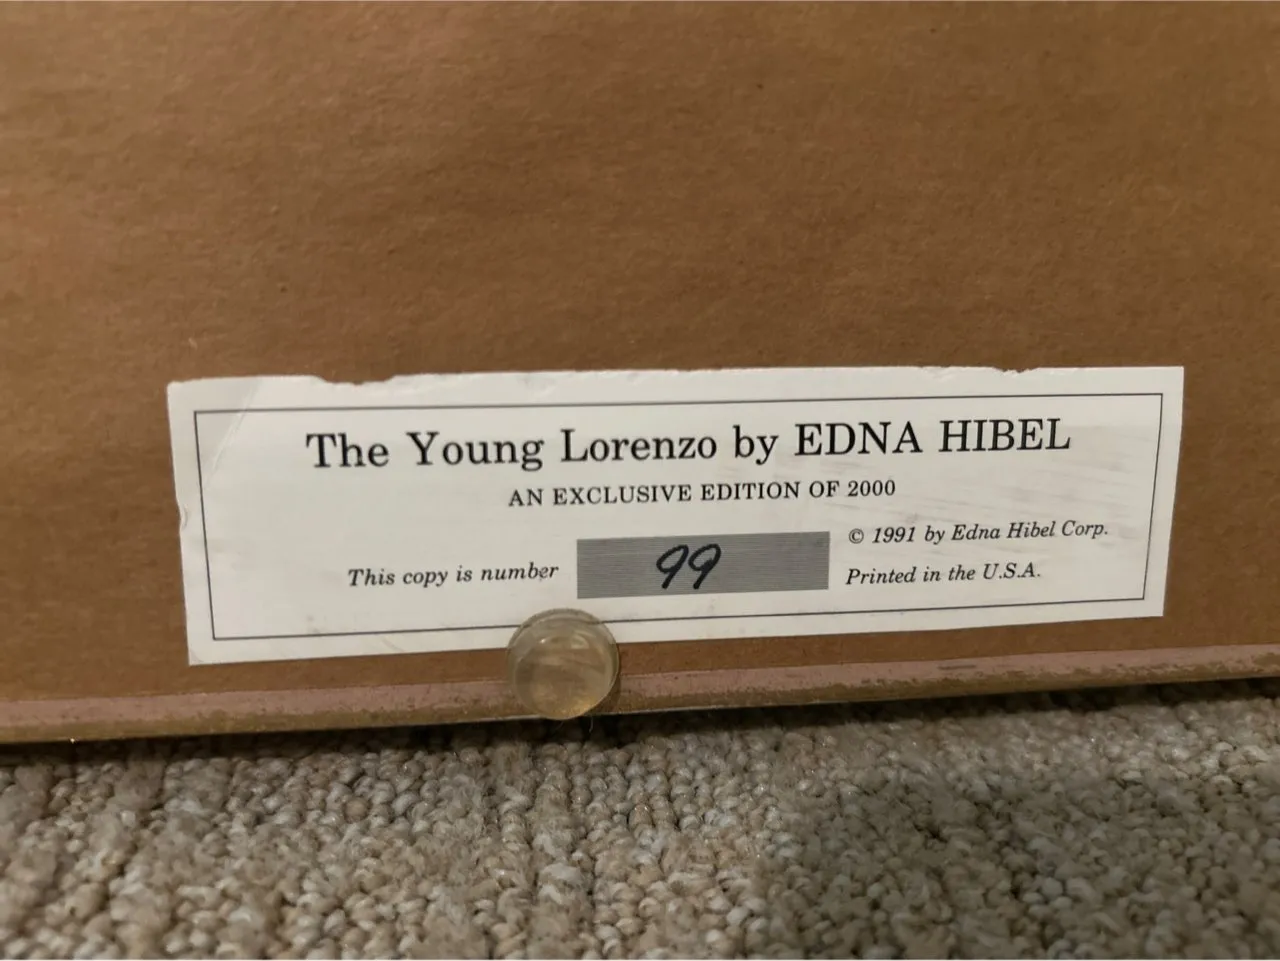 The Young Lorenzo by EDNA HIBEL
AN EXCLUSIVE EDITION OF 2000
This copy is number 99
© 1991 by Edna Hibel Corp.
Printed in the U.S.A.